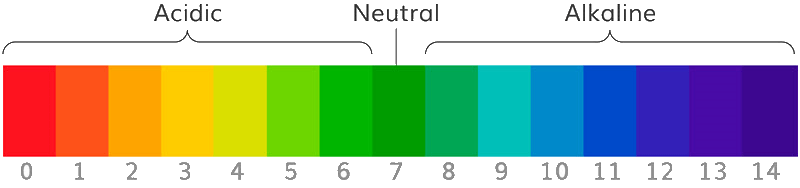 Acidic Neutral Alkaline
0 1 2 3 4 5 6 7 8 9 10 11 12 13 14